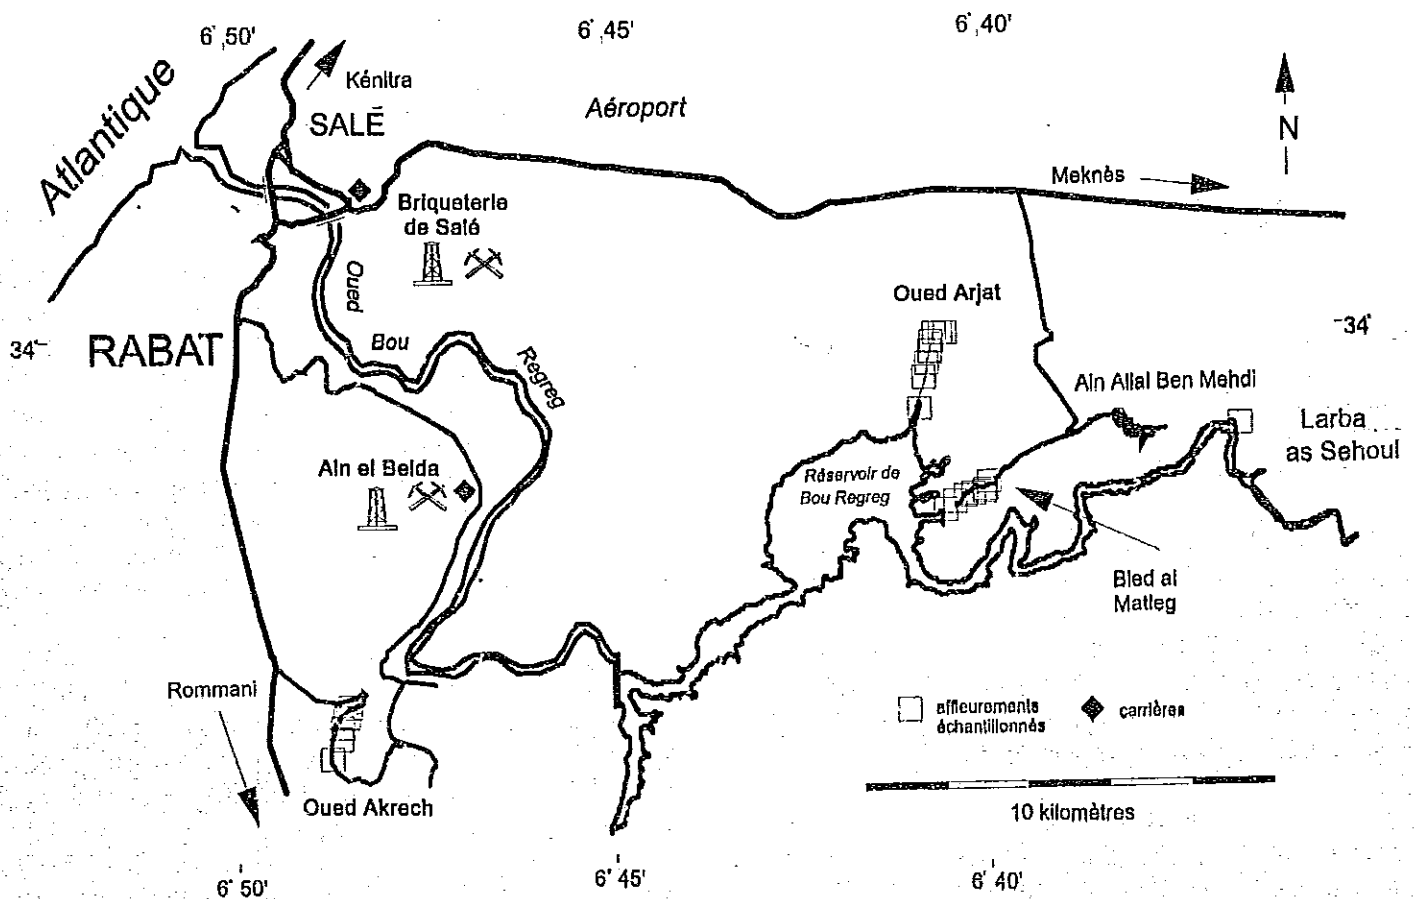 6°,50'
6°,45'
6°,40'
Atlantique
Kénitra
SALÉ
Aéroport
N
Meknès
Briqueterie
de Salé
Oued
Bou
Regreg
Oued Arjat
34°
RABAT
34°
Ain Allal Ben Mehdi
Larba
as Sehoul
Ain el Beida
Réservoir de
Bou Regreg
Bled al
Matleg
Rommani
affleurements
échantillonnés
carrières
Oued Akrech
10 kilomètres
6° 50'
6° 45'
6° 40'